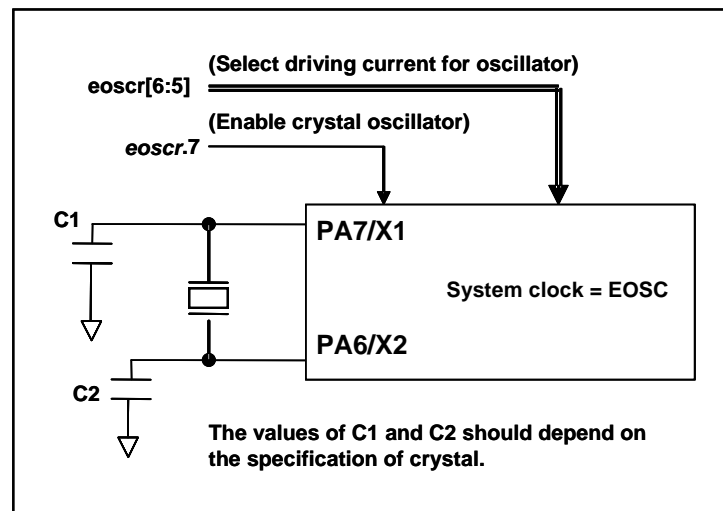 (Select driving current for oscillator)
eoscr[6:5]
(Enable crystal oscillator)
eoscr.7
C1
PA7/X1
System clock = EOSC
PA6/X2
C2
The values of C1 and C2 should depend on
the specification of crystal.